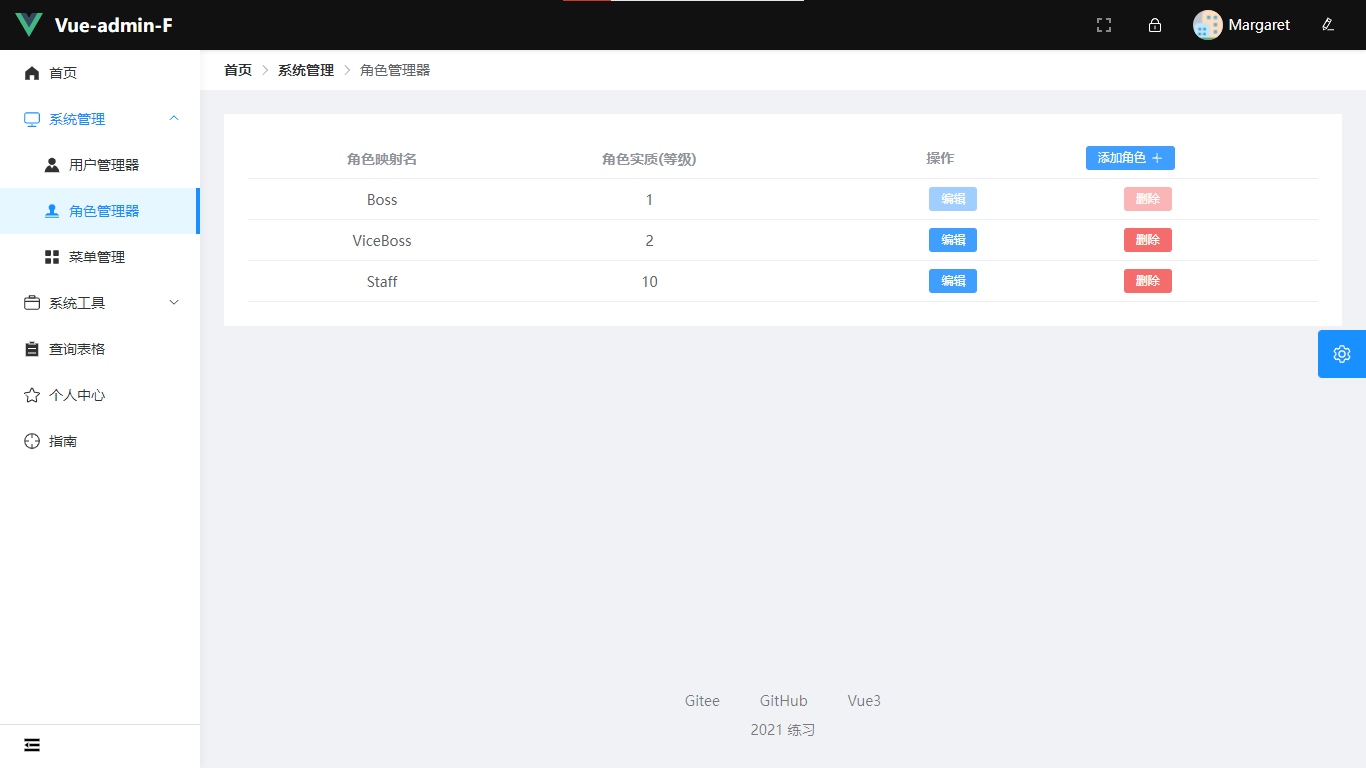 Vue-admin-F
Margaret
首页
系统管理
用户管理器
角色管理器
菜单管理
系统工具
查询表格
个人中心
指南
首页 系统管理 角色管理器
角色映射名 角色实质(等级) 操作 添加角色
Boss 1 编辑 删除
ViceBoss 2 编辑 删除
Staff 10 编辑 删除
Gitee GitHub Vue3
2021 练习